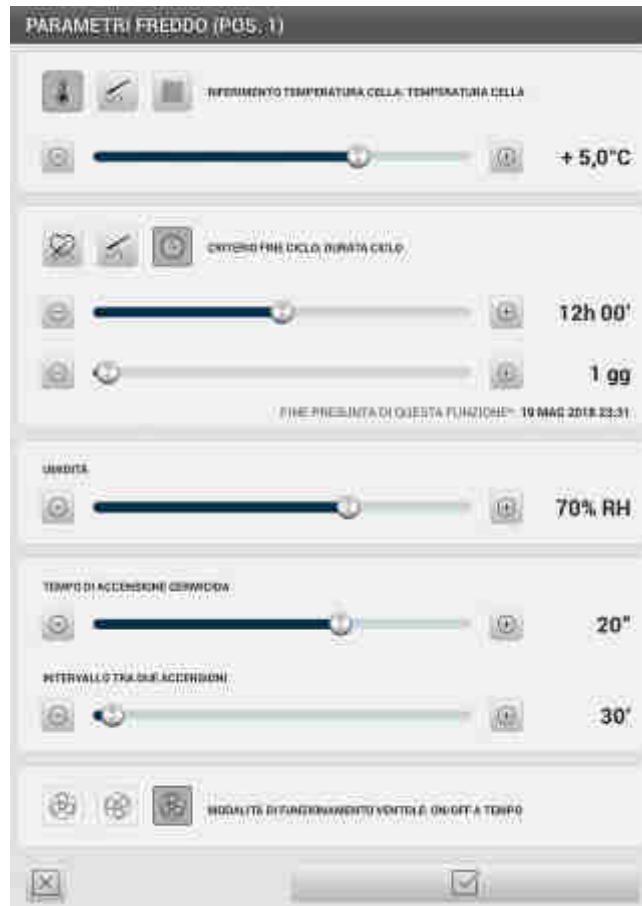 PARAMETRI FREDDO (POS. 1)
RIFERIMENTO TEMPERATURA CELLA: TEMPERATURA CELLA
+ 5,0°C
CRITERIO FINE CICLO: DURATA CICLO
12h 00'
1 gg
FINE PRESUNTA DI QUESTA FUNZIONE*: 19 MAG 2018 23:31
UMIDITÀ
70% RH
TEMPO DI ACCENSIONE GERMICIDA
20"
INTERVALLO TRA DUE ACCENSIONI
30'
MODALITÀ DI FUNZIONAMENTO VENTOLE: ON/OFF A TEMPO